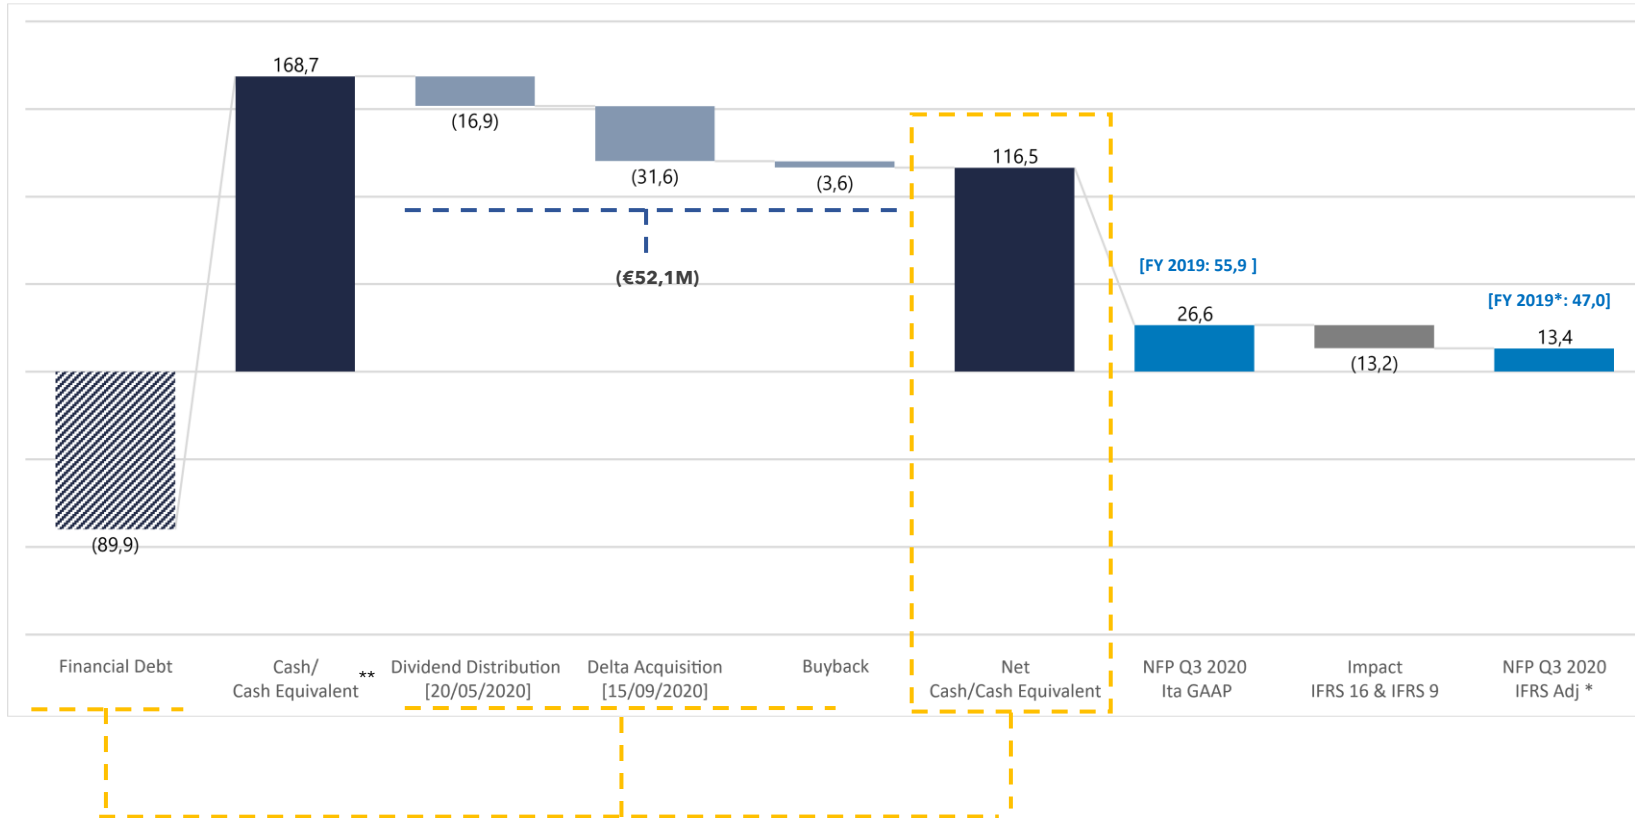 168,7
(16,9)
(31,6)
(3,6)
116,5
(€52,1M)
[FY 2019: 55,9 ]
26,6
(13,2)
[FY 2019*: 47,0]
13,4
(89,9)
Financial Debt
Cash/
Cash Equivalent **
Dividend Distribution
[20/05/2020]
Delta Acquisition
[15/09/2020]
Buyback
Net
Cash/Cash Equivalent
NFP Q3 2020
Ita GAAP
Impact
IFRS 16 & IFRS 9
NFP Q3 2020
IFRS Adj *